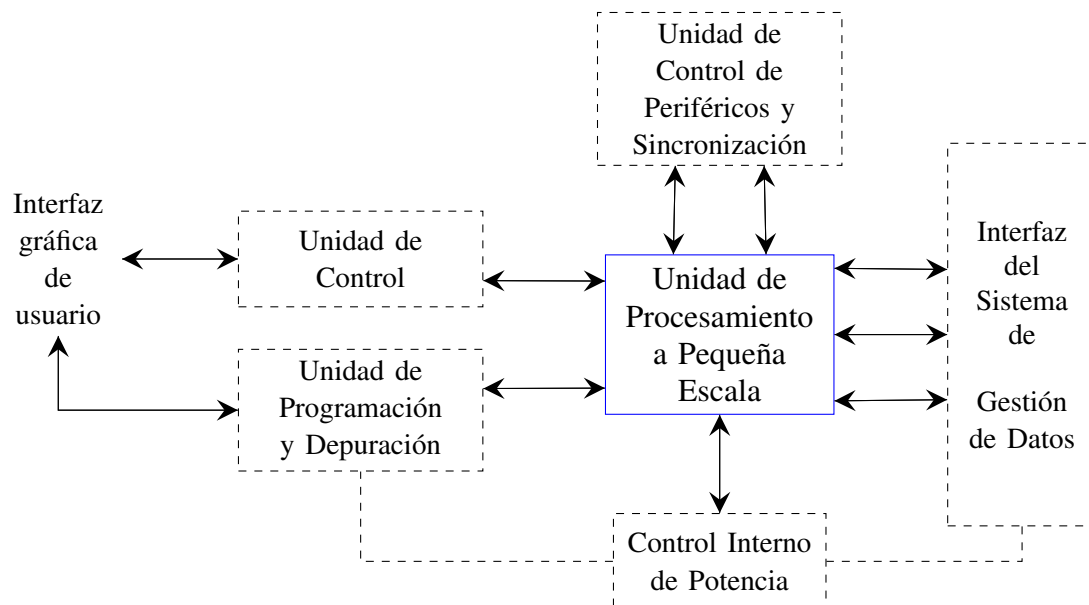 Unidad de
Control de
Periféricos y
Sincronización
Interfaz
gráfica
de
usuario
Unidad de
Control
Unidad de
Programación
y Depuración
Unidad de
Procesamiento
a Pequeña
Escala
Interfaz
del
Sistema
de
Gestión
de Datos
Control Interno
de Potencia